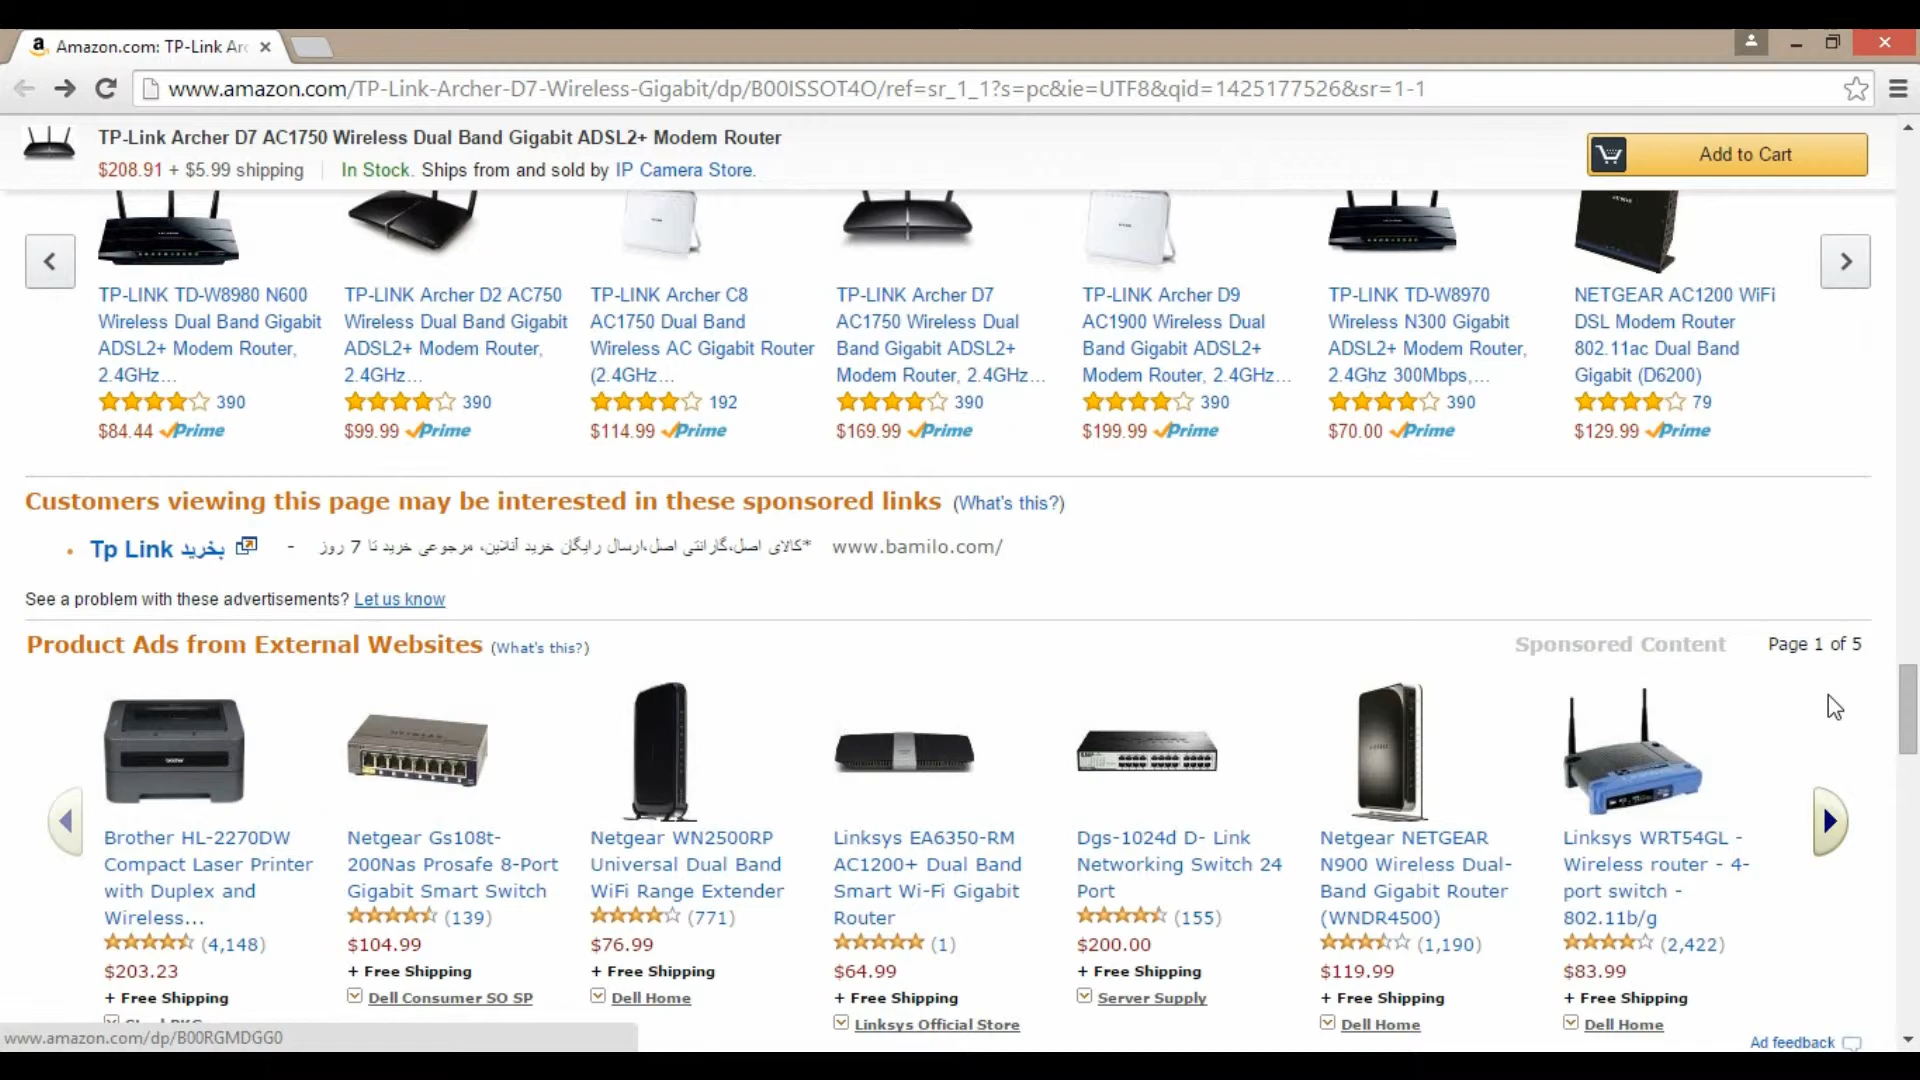 Amazon.com: TP-Link Arc
www.amazon.com/TP-Link-Archer-D7-Wireless-Gigabit/dp/B00ISSOT4O/ref=sr_1_1?s=pc&ie=UTF8&qid=1425177526&sr=1-1
TP-Link Archer D7 AC1750 Wireless Dual Band Gigabit ADSL2+ Modem Router
$208.91 + $5.99 shipping | In Stock. Ships from and sold by IP Camera Store.
Add to Cart
TP-LINK TD-W8980 N600
Wireless Dual Band Gigabit
ADSL2+ Modem Router,
2.4GHz...
390
$84.44 Prime
TP-LINK Archer D2 AC750
Wireless Dual Band Gigabit
ADSL2+ Modem Router,
2.4GHz...
390
$99.99 Prime
TP-LINK Archer C8
AC1750 Dual Band
Wireless AC Gigabit Router
(2.4GHz...
192
$114.99 Prime
TP-LINK Archer D7
AC1750 Wireless Dual
Band Gigabit ADSL2+
Modem Router, 2.4GHz...
390
$169.99 Prime
TP-LINK Archer D9
AC1900 Wireless Dual
Band Gigabit ADSL2+
Modem Router, 2.4GHz...
390
$199.99 Prime
TP-LINK TD-W8970
Wireless N300 Gigabit
ADSL2+ Modem Router,
2.4Ghz 300Mbps,...
390
$70.00 Prime
NETGEAR AC1200 WiFi
DSL Modem Router
802.11ac Dual Band
Gigabit (D6200)
79
$129.99 Prime
Customers viewing this page may be interested in these sponsored links (What's this?)
Tp Link بخرید - کالای اصل،گارانتی اصل،ارسال رایگان خرید آنلاین، مرجوعی خرید تا 7 روز* www.bamilo.com/
See a problem with these advertisements? Let us know
Product Ads from External Websites (What's this?)
Sponsored Content Page 1 of 5
Brother HL-2270DW
Compact Laser Printer
with Duplex and
Wireless...
(4,148)
$203.23
+ Free Shipping
Netgear Gs108t-
200Nas Prosafe 8-Port
Gigabit Smart Switch
(139)
$104.99
+ Free Shipping
Dell Consumer SO SP
Netgear WN2500RP
Universal Dual Band
WiFi Range Extender
(771)
$76.99
+ Free Shipping
Dell Home
Linksys EA6350-RM
AC1200+ Dual Band
Smart Wi-Fi Gigabit
Router
(1)
$64.99
+ Free Shipping
Linksys Official Store
Dgs-1024d D- Link
Networking Switch 24
Port
(155)
$200.00
+ Free Shipping
Server Supply
Netgear NETGEAR
N900 Wireless Dual-
Band Gigabit Router
(WNDR4500)
(1,190)
$119.99
+ Free Shipping
Dell Home
Linksys WRT54GL -
Wireless router - 4-
port switch -
802.11b/g
(2,422)
$83.99
+ Free Shipping
Dell Home
www.amazon.com/dp/B00RGMDGG0
Ad feedback